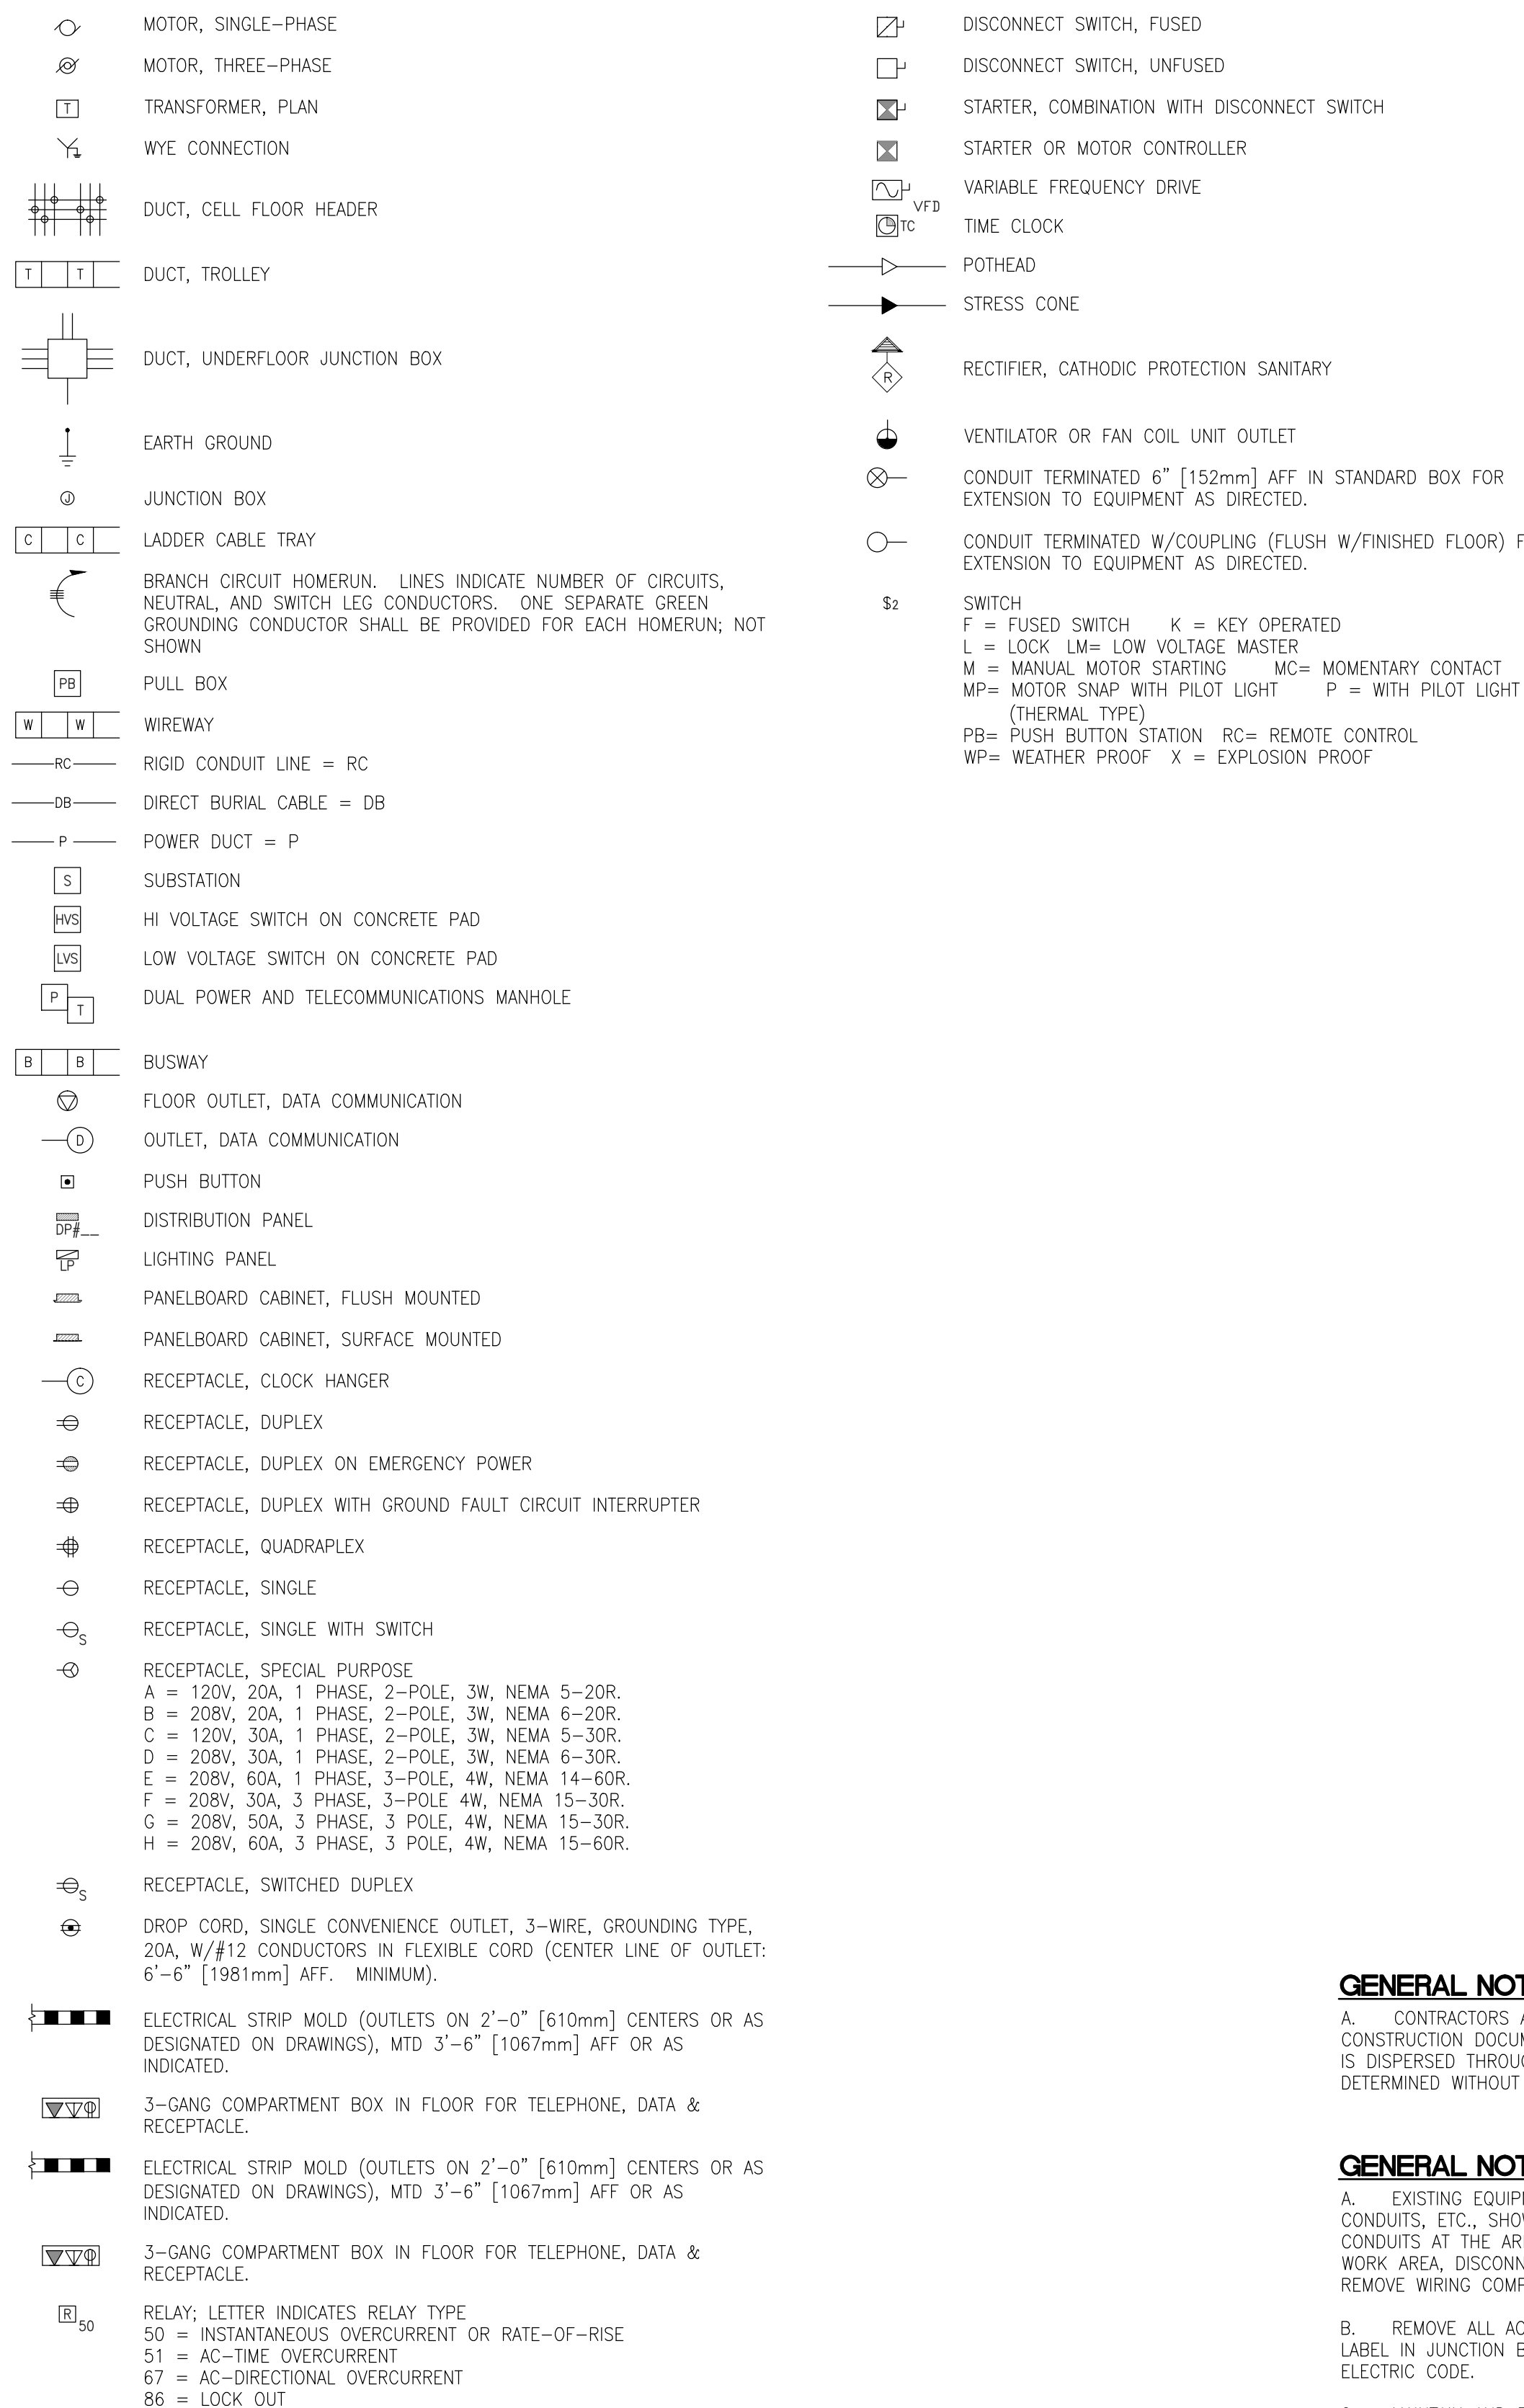 MOTOR, SINGLE-PHASE
MOTOR, THREE-PHASE
T TRANSFORMER, PLAN
WYE CONNECTION
DUCT, CELL FLOOR HEADER
T T DUCT, TROLLEY
DUCT, UNDERFLOOR JUNCTION BOX
EARTH GROUND
J JUNCTION BOX
C C LADDER CABLE TRAY
BRANCH CIRCUIT HOMERUN. LINES INDICATE NUMBER OF CIRCUITS,
NEUTRAL, AND SWITCH LEG CONDUCTORS. ONE SEPARATE GREEN
GROUNDING CONDUCTOR SHALL BE PROVIDED FOR EACH HOMERUN; NOT
SHOWN
PB PULL BOX
W W WIREWAY
RC RIGID CONDUIT LINE = RC
DB DIRECT BURIAL CABLE = DB
P POWER DUCT = P
S SUBSTATION
HVS HI VOLTAGE SWITCH ON CONCRETE PAD
LVS LOW VOLTAGE SWITCH ON CONCRETE PAD
P T DUAL POWER AND TELECOMMUNICATIONS MANHOLE
B B BUSWAY
FLOOR OUTLET, DATA COMMUNICATION
D OUTLET, DATA COMMUNICATION
PUSH BUTTON
DP#__ DISTRIBUTION PANEL
LP LIGHTING PANEL
PANELBOARD CABINET, FLUSH MOUNTED
PANELBOARD CABINET, SURFACE MOUNTED
C RECEPTACLE, CLOCK HANGER
RECEPTACLE, DUPLEX
RECEPTACLE, DUPLEX ON EMERGENCY POWER
RECEPTACLE, DUPLEX WITH GROUND FAULT CIRCUIT INTERRUPTER
RECEPTACLE, QUADRAPLEX
RECEPTACLE, SINGLE
S RECEPTACLE, SINGLE WITH SWITCH
RECEPTACLE, SPECIAL PURPOSE
A = 120V, 20A, 1 PHASE, 2-POLE, 3W, NEMA 5-20R.
B = 208V, 20A, 1 PHASE, 2-POLE, 3W, NEMA 6-20R.
C = 120V, 30A, 1 PHASE, 2-POLE, 3W, NEMA 5-30R.
D = 208V, 30A, 1 PHASE, 2-POLE, 3W, NEMA 6-30R.
E = 208V, 60A, 1 PHASE, 3-POLE, 4W, NEMA 14-60R.
F = 208V, 30A, 3 PHASE, 3-POLE 4W, NEMA 15-30R.
G = 208V, 50A, 3 PHASE, 3 POLE, 4W, NEMA 15-30R.
H = 208V, 60A, 3 PHASE, 3 POLE, 4W, NEMA 15-60R.
S RECEPTACLE, SWITCHED DUPLEX
DROP CORD, SINGLE CONVENIENCE OUTLET, 3-WIRE, GROUNDING TYPE,
20A, W/#12 CONDUCTORS IN FLEXIBLE CORD (CENTER LINE OF OUTLET:
6'-6" [1981mm] AFF. MINIMUM).
ELECTRICAL STRIP MOLD (OUTLETS ON 2'-0" [610mm] CENTERS OR AS
DESIGNATED ON DRAWINGS), MTD 3'-6" [1067mm] AFF OR AS
INDICATED.
3-GANG COMPARTMENT BOX IN FLOOR FOR TELEPHONE, DATA &
RECEPTACLE.
ELECTRICAL STRIP MOLD (OUTLETS ON 2'-0" [610mm] CENTERS OR AS
DESIGNATED ON DRAWINGS), MTD 3'-6" [1067mm] AFF OR AS
INDICATED.
3-GANG COMPARTMENT BOX IN FLOOR FOR TELEPHONE, DATA &
RECEPTACLE.
R 50 RELAY; LETTER INDICATES RELAY TYPE
50 = INSTANTANEOUS OVERCURRENT OR RATE-OF-RISE
51 = AC-TIME OVERCURRENT
67 = AC-DIRECTIONAL OVERCURRENT
86 = LOCK OUT
DISCONNECT SWITCH, FUSED
DISCONNECT SWITCH, UNFUSED
STARTER, COMBINATION WITH DISCONNECT SWITCH
STARTER OR MOTOR CONTROLLER
VFD VARIABLE FREQUENCY DRIVE
TC TIME CLOCK
POTHEAD
STRESS CONE
R RECTIFIER, CATHODIC PROTECTION SANITARY
VENTILATOR OR FAN COIL UNIT OUTLET
CONDUIT TERMINATED 6" [152mm] AFF IN STANDARD BOX FOR
EXTENSION TO EQUIPMENT AS DIRECTED.
CONDUIT TERMINATED W/COUPLING (FLUSH W/FINISHED FLOOR) F
EXTENSION TO EQUIPMENT AS DIRECTED.
$2 SWITCH
F = FUSED SWITCH K = KEY OPERATED
L = LOCK LM= LOW VOLTAGE MASTER
M = MANUAL MOTOR STARTING MC= MOMENTARY CONTACT
MP= MOTOR SNAP WITH PILOT LIGHT P = WITH PILOT LIGHT
(THERMAL TYPE)
PB= PUSH BUTTON STATION RC= REMOTE CONTROL
WP= WEATHER PROOF X = EXPLOSION PROOF
GENERAL NOT
A. CONTRACTORS A
CONSTRUCTION DOCUM
IS DISPERSED THROUG
DETERMINED WITHOUT
GENERAL NOT
A. EXISTING EQUIP
CONDUITS, ETC., SHOW
CONDUITS AT THE AR
WORK AREA, DISCONN
REMOVE WIRING COMP
B. REMOVE ALL AC
LABEL IN JUNCTION B
ELECTRIC CODE.